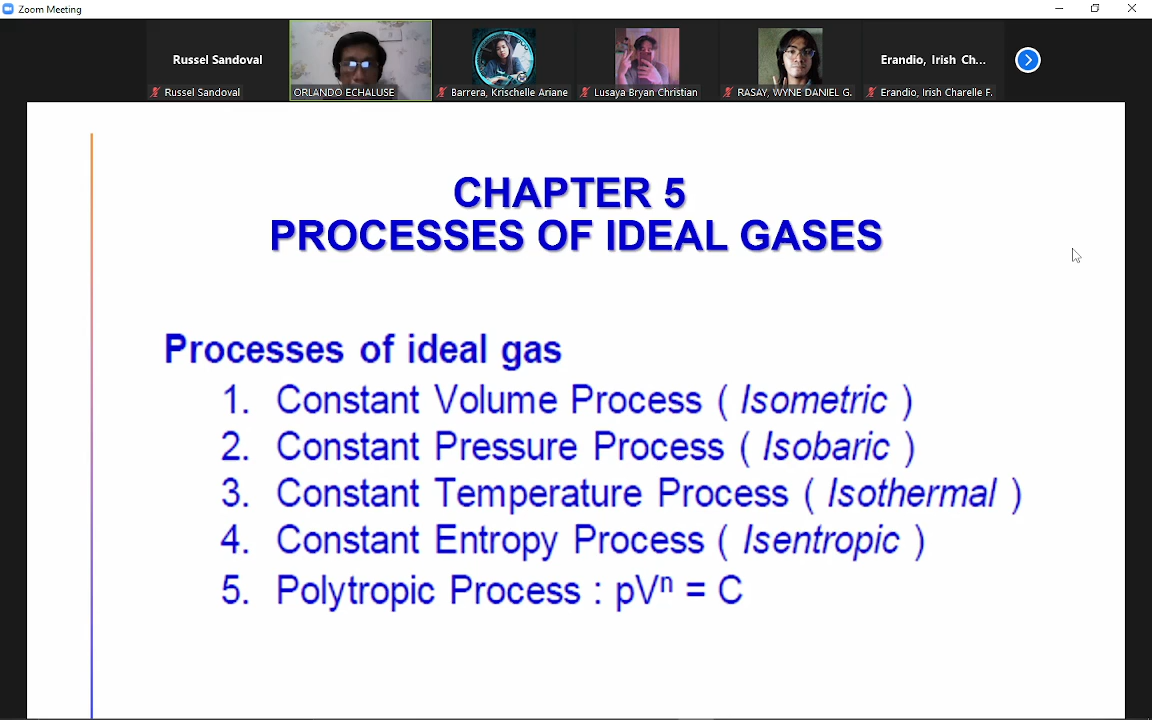 Zoom Meeting
Russel Sandoval
Erandio, Irish Ch...
Russel Sandoval
ORLANDO ECHALUSE
Barrera, Krischelle Ariane
Lusaya Bryan Christian
RASAY, WYNE DANIEL G.
Erandio, Irish Charelle F.
CHAPTER 5
PROCESSES OF IDEAL GASES
Processes of ideal gas
1. Constant Volume Process ( Isometric )
2. Constant Pressure Process ( Isobaric )
3. Constant Temperature Process ( Isothermal )
4. Constant Entropy Process ( Isentropic )
5. Polytropic Process : pVⁿ = C